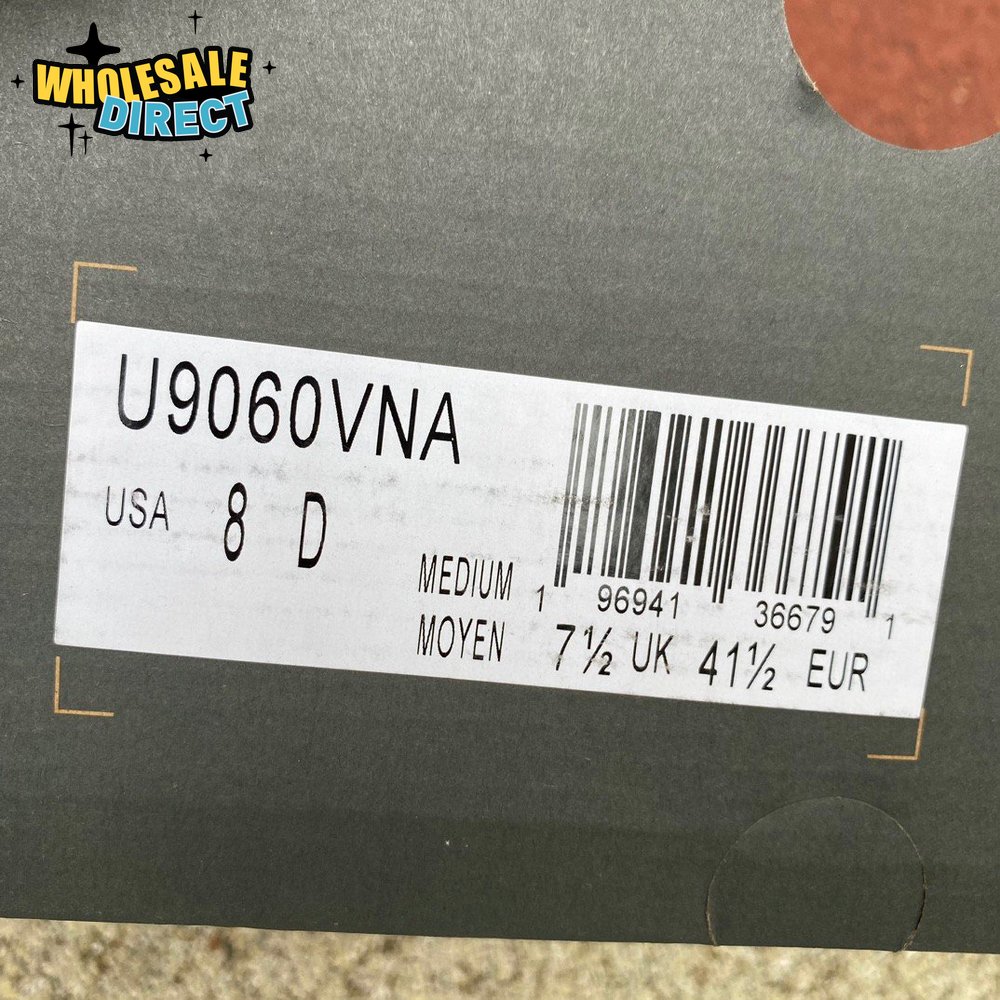 WHOLESALE
DIRECT
U9060VNA
USA 8 D
MEDIUM
MOYEN
1 96941 36679 1
7½ UK 41½ EUR